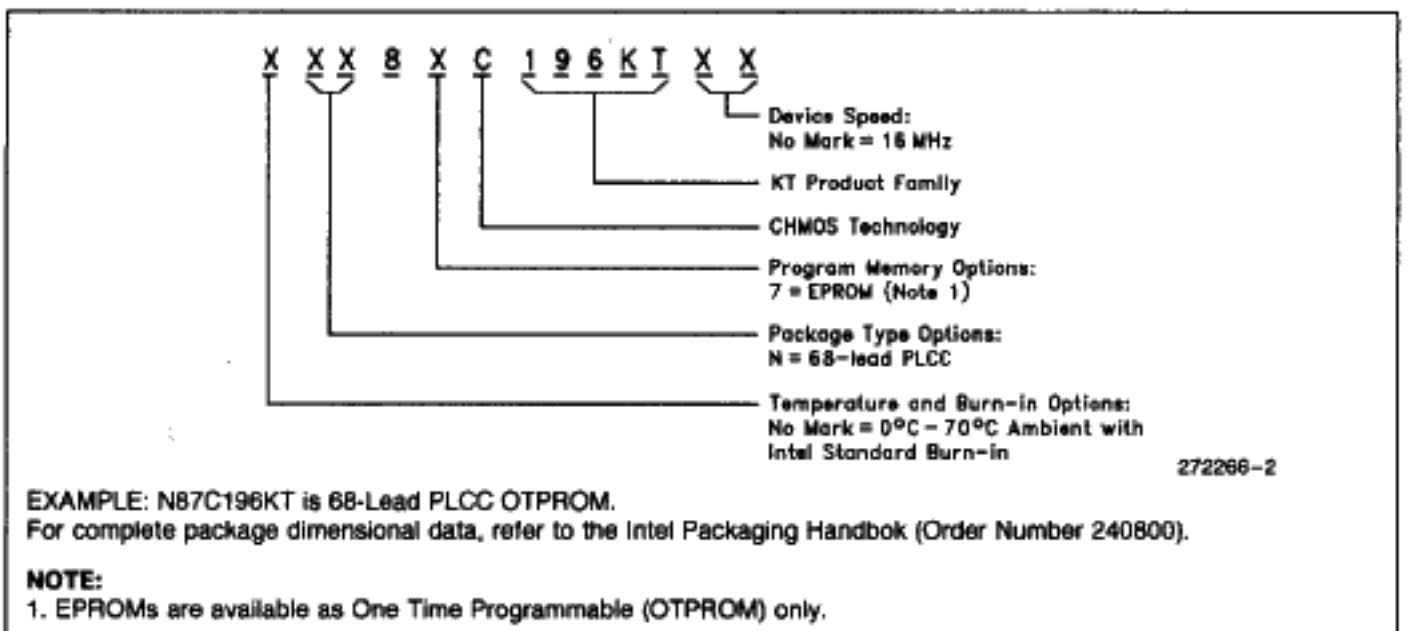 X XX 8 X C 196KT X X
Device Speed:
No Mark = 16 MHz
KT Product Family
CHMOS Technology
Program Memory Options:
7 = EPROM (Note 1)
Package Type Options:
N = 68-lead PLCC
Temperature and Burn-in Options:
No Mark = 0°C - 70°C Ambient with
Intel Standard Burn-in
272266-2
EXAMPLE: N87C196KT is 68-Lead PLCC OTPROM.
For complete package dimensional data, refer to the Intel Packaging Handbok (Order Number 240800).
NOTE:
1. EPROMs are available as One Time Programmable (OTPROM) only.